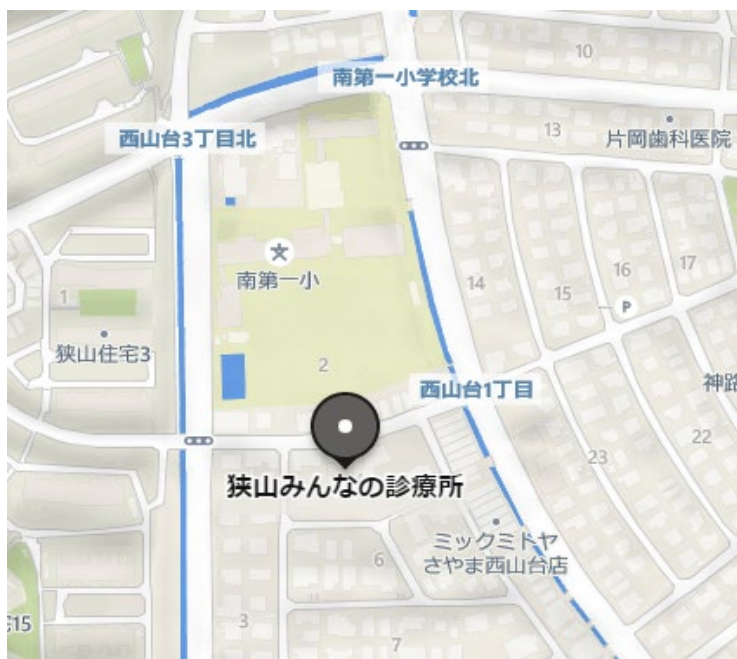 10
南第一小学校北
13
西山台3丁目北
片岡歯科医院
南第一小
14
15
16
17
P
1
狭山住宅3
2
西山台1丁目
神路
22
23
狭山みんなの診療所
ミックミドヤ
さやま西山台店
6
3
7
宅15